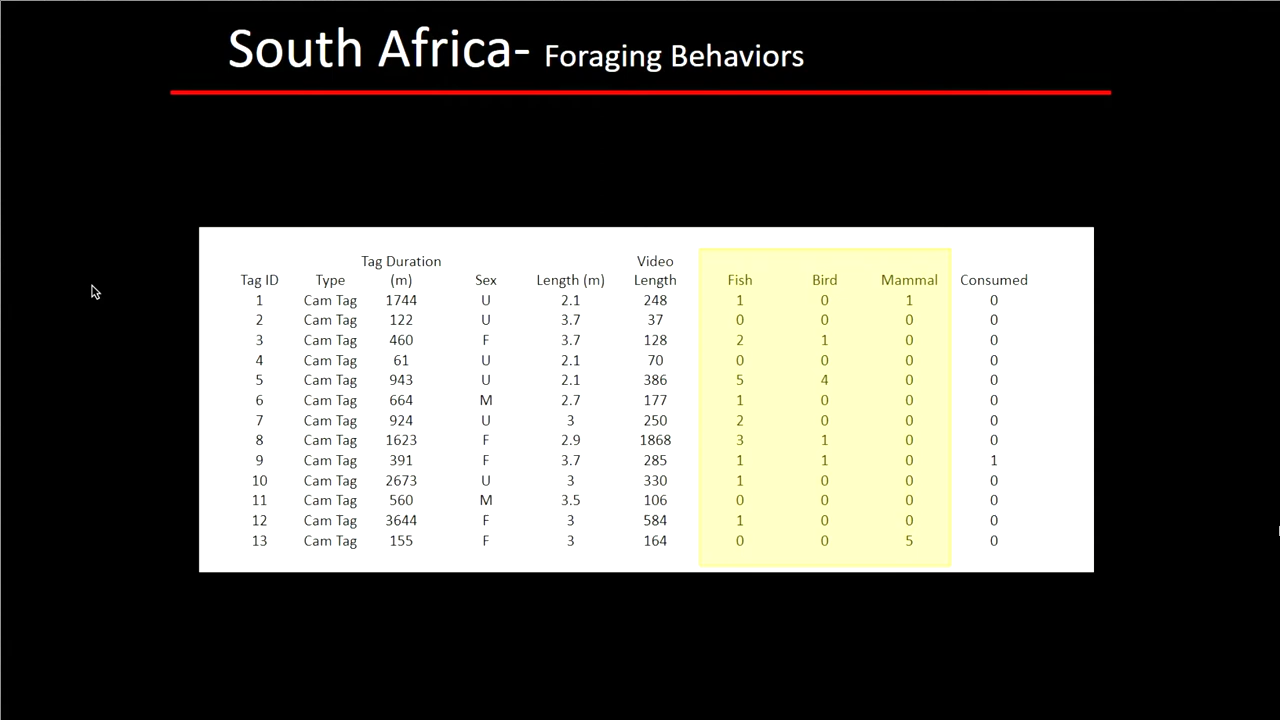 South Africa- Foraging Behaviors
Tag ID Type Tag Duration (m) Sex Length (m) Video Length Fish Bird Mammal Consumed
1 Cam Tag 1744 U 2.1 248 1 0 1 0
2 Cam Tag 122 U 3.7 37 0 0 0 0
3 Cam Tag 460 F 3.7 128 2 1 0 0
4 Cam Tag 61 U 2.1 70 0 0 0 0
5 Cam Tag 943 U 2.1 386 5 4 0 0
6 Cam Tag 664 M 2.7 177 1 0 0 0
7 Cam Tag 924 U 3 250 2 0 0 0
8 Cam Tag 1623 F 2.9 1868 3 1 0 0
9 Cam Tag 391 F 3.7 285 1 1 0 1
10 Cam Tag 2673 U 3 330 1 0 0 0
11 Cam Tag 560 M 3.5 106 0 0 0 0
12 Cam Tag 3644 F 3 584 1 0 0 0
13 Cam Tag 155 F 3 164 0 0 5 0